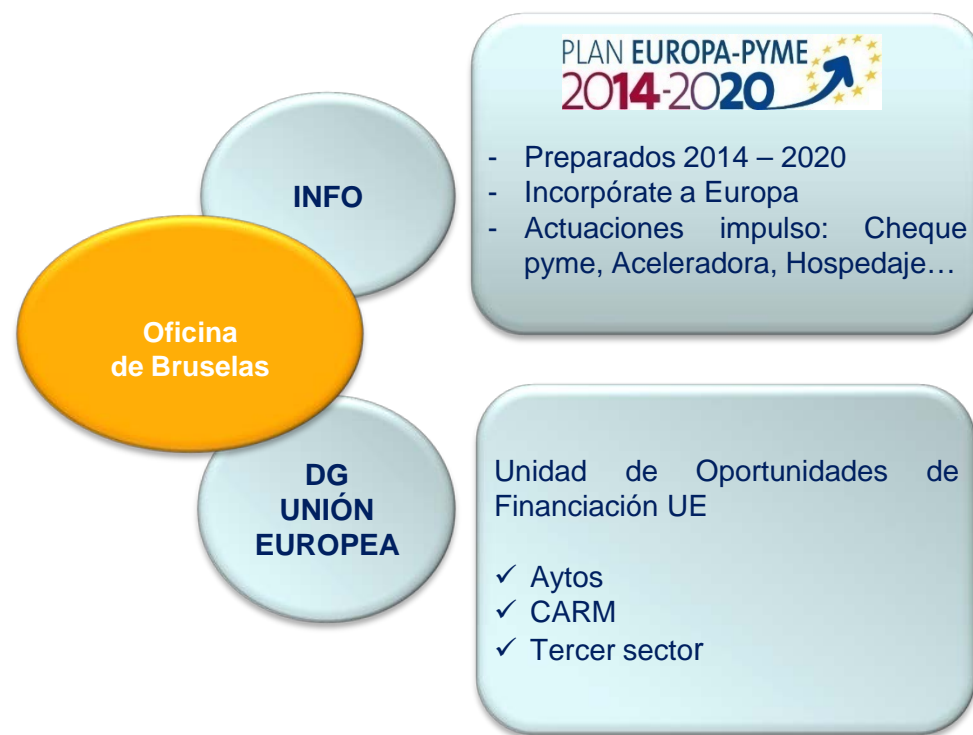 PLAN EUROPA-PYME
2014-2020
INFO
- Preparados 2014 – 2020
- Incorpórate a Europa
- Actuaciones impulso: Cheque
pyme, Aceleradora, Hospedaje…
Oficina
de Bruselas
DG
UNIÓN
EUROPEA
Unidad de Oportunidades de
Financiación UE
✓ Aytos
✓ CARM
✓ Tercer sector